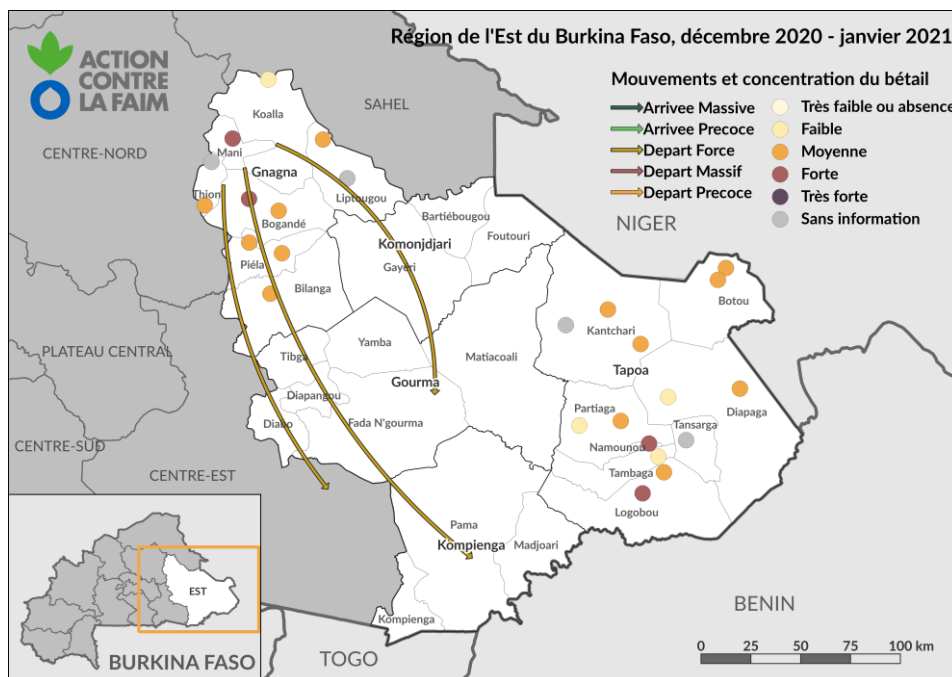 Région de l'Est du Burkina Faso, décembre 2020 - janvier 2021
ACTION
CONTRE
LA FAIM
Mouvements et concentration du bétail
Arrivee Massive
Arrivee Precoce
Depart Force
Depart Massif
Depart Precoce
Très faible ou absence
Faible
Moyenne
Forte
Très forte
Sans information
SAHEL
CENTRE-NORD
NIGER
PLATEAU CENTRAL
CENTRE-SUD
CENTRE-EST
BENIN
TOGO
Koalla
Mani
Gnagna
Thion
Liptougou
Bogandé
Piéla
Bilanga
Bartiébougou
Foutouri
Komonjdjari
Gayéri
Botou
Kantchari
Tapoa
Matiacoali
Yamba
Tibga
Gourma
Diapangou
Diabo
Fada N'gourma
Partiaga
Diapaga
Tansarga
Namounou
Tambaga
Logobou
Pama
Kompienga
Madjoari
Kompienga
EST
BURKINA FASO
0 25 50 75 100 km